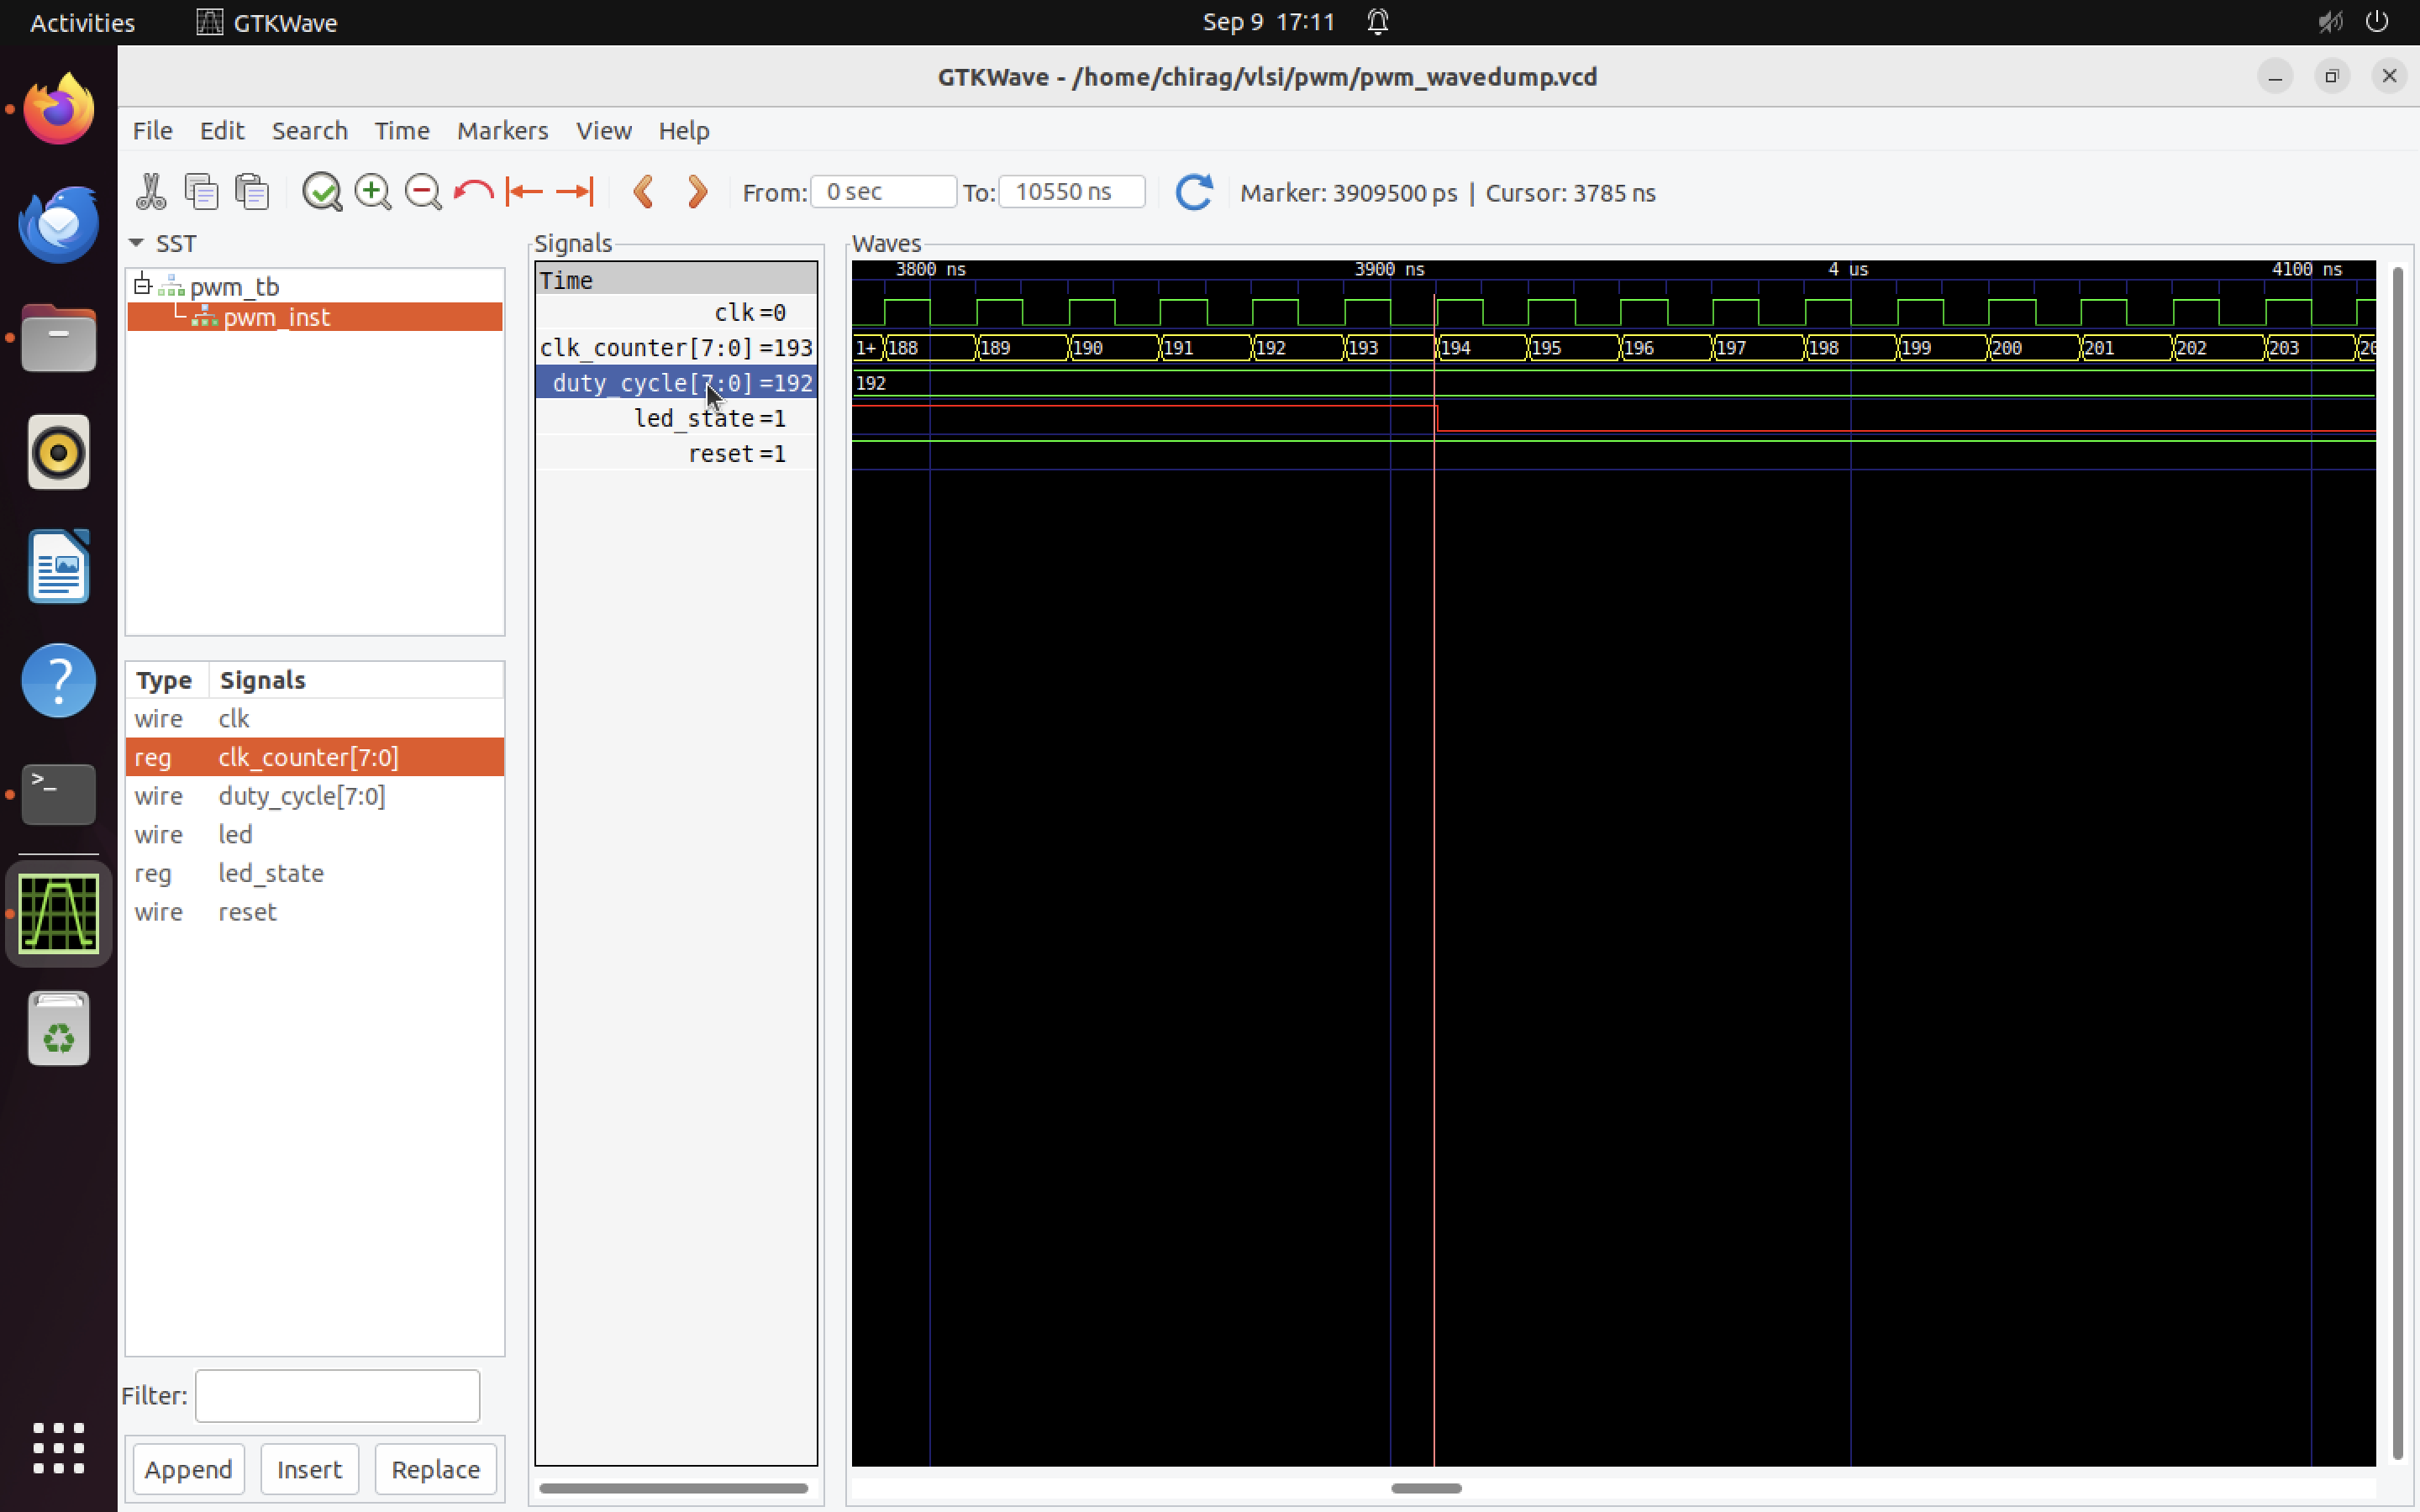 Activities GTKWave Sep 9 17:11
GTKWave - /home/chirag/vlsi/pwm/pwm_wavedump.vcd
File Edit Search Time Markers View Help
From: 0 sec To: 10550 ns Marker: 3909500 ps | Cursor: 3785 ns
SST
pwm_tb
pwm_inst
Type Signals
wire clk
reg clk_counter[7:0]
wire duty_cycle[7:0]
wire led
reg led_state
wire reset
Filter:
Append Insert Replace
Signals
Time
clk=0
clk_counter[7:0]=193
duty_cycle[7:0]=192
led_state=1
reset=1
Waves
3800 ns 3900 ns 4 us 4100 ns
1+ 188 189 190 191 192 193 194 195 196 197 198 199 200 201 202 203 20
192